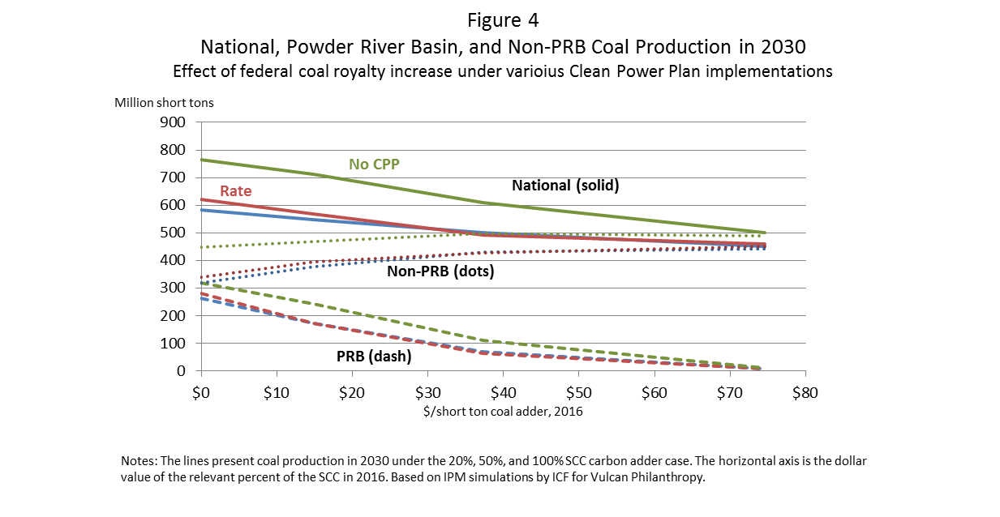 Figure 4
National, Powder River Basin, and Non-PRB Coal Production in 2030
Effect of federal coal royalty increase under varioius Clean Power Plan implementations
Million short tons
900
800
700
600
500
400
300
200
100
0
No CPP
National (solid)
Rate
Non-PRB (dots)
PRB (dash)
$0 $10 $20 $30 $40 $50 $60 $70 $80
$/short ton coal adder, 2016
Notes: The lines present coal production in 2030 under the 20%, 50%, and 100% SCC carbon adder case. The horizontal axis is the dollar
value of the relevant percent of the SCC in 2016. Based on IPM simulations by ICF for Vulcan Philanthropy.